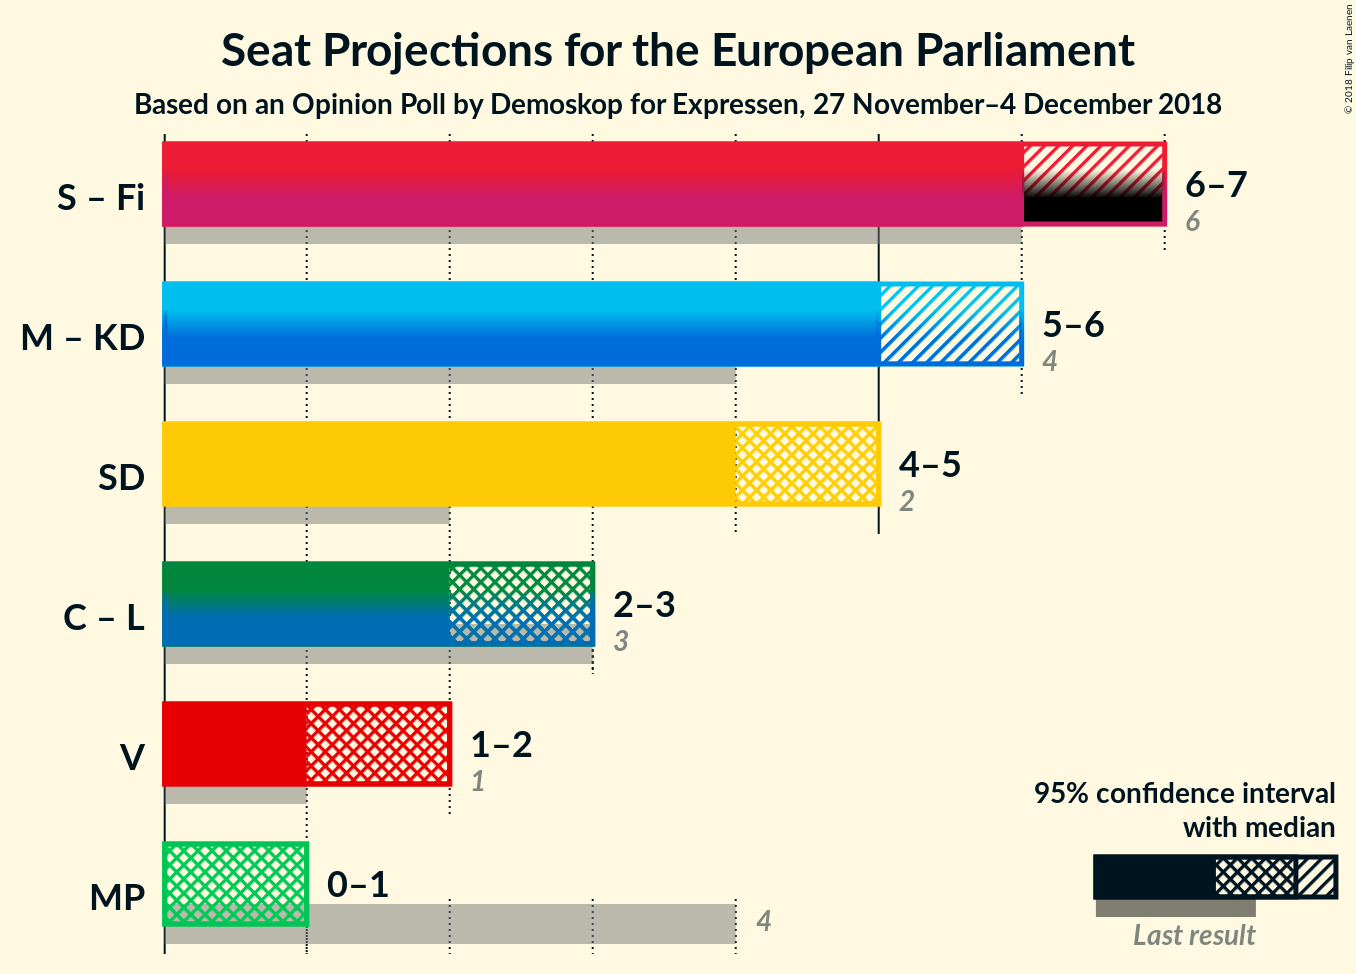 Seat Projections for the European Parliament
Based on an Opinion Poll by Demoskop for Expressen, 27 November–4 December 2018
© 2018 Filip van Laenen
S – Fi
6–7
6
M – KD
5–6
4
SD
4–5
2
C – L
2–3
3
V
1–2
1
MP
0–1
4
95% confidence interval
with median
Last result